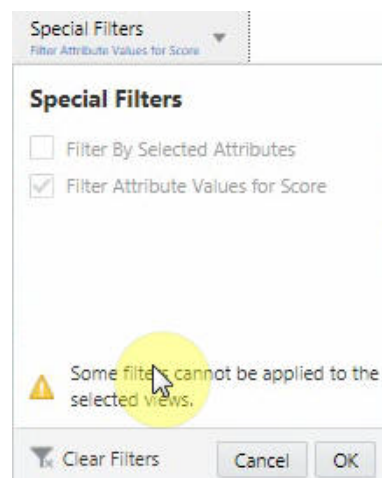 Special Filters
Filter Attribute Values for Score
Special Filters
Filter By Selected Attributes
Filter Attribute Values for Score
Some filters cannot be applied to the
selected views.
Clear Filters Cancel OK